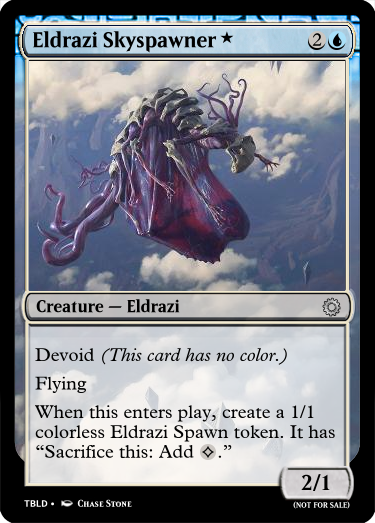 Eldrazi Skyspawner ★ 2
Creature — Eldrazi
Devoid (This card has no color.)
Flying
When this enters play, create a 1/1
colorless Eldrazi Spawn token. It has
“Sacrifice this: Add .”
2/1
TBLD • Chase Stone
(NOT FOR SALE)